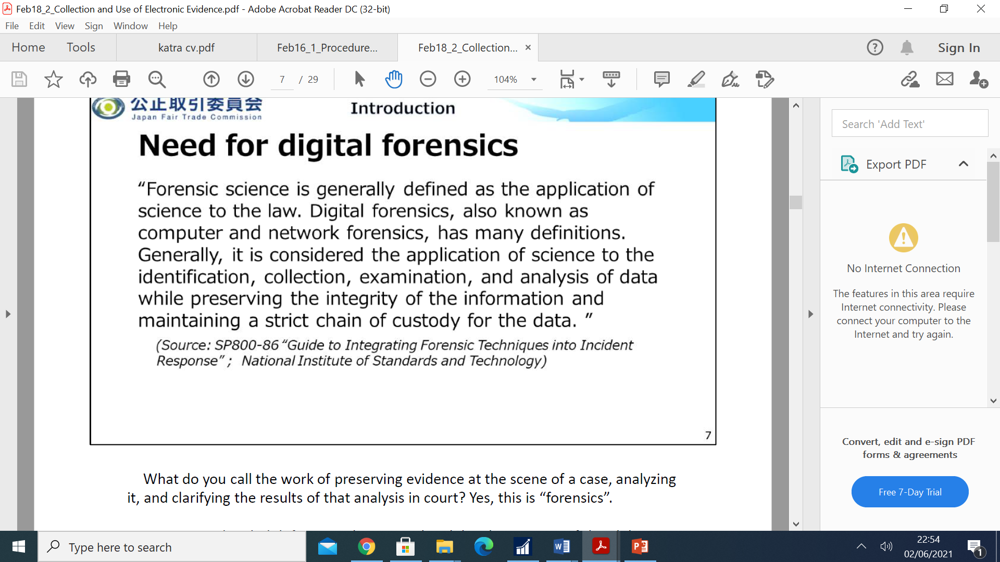 Feb18_2_Collection and Use of Electronic Evidence.pdf - Adobe Acrobat Reader DC (32-bit)
File Edit View Sign Window Help
Home Tools katra cv.pdf Feb16_1_Procedure... Feb18_2_Collection... × Sign In
7 / 29 104%
公正取引委員会
Japan Fair Trade Commission
Introduction
Need for digital forensics
“Forensic science is generally defined as the application of
science to the law. Digital forensics, also known as
computer and network forensics, has many definitions.
Generally, it is considered the application of science to the
identification, collection, examination, and analysis of data
while preserving the integrity of the information and
maintaining a strict chain of custody for the data. ”
(Source: SP800-86 “Guide to Integrating Forensic Techniques into Incident
Response” ; National Institute of Standards and Technology)
7
What do you call the work of preserving evidence at the scene of a case, analyzing
it, and clarifying the results of that analysis in court? Yes, this is “forensics”.
Search 'Add Text'
Export PDF
No Internet Connection
The features in this area require
Internet connectivity. Please
connect your computer to the
Internet and try again.
Convert, edit and e-sign PDF
forms & agreements
Free 7-Day Trial
Type here to search
22:54
02/06/2021
1